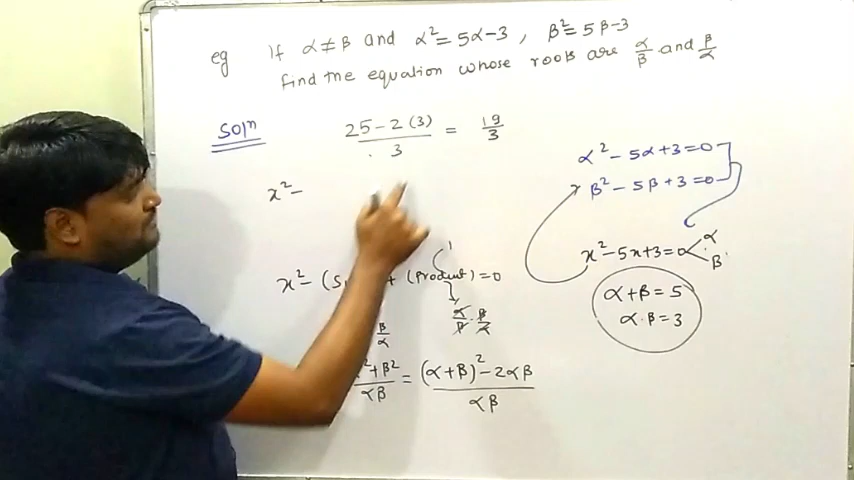 eg If α ≠ β and α² = 5α - 3 , β² = 5β - 3
find the equation whose roots are α/β and β/α
Solⁿ
(25 - 2(3))/3 = 19/3
x² -
α² - 5α + 3 = 0
β² - 5β + 3 = 0
x² - 5x + 3 = 0 < α β
α + β = 5
α · β = 3
x² - (S + (Product) = 0
1
α/β · β/α
β/α
² + β²/αβ = ((α + β)² - 2αβ)/αβ